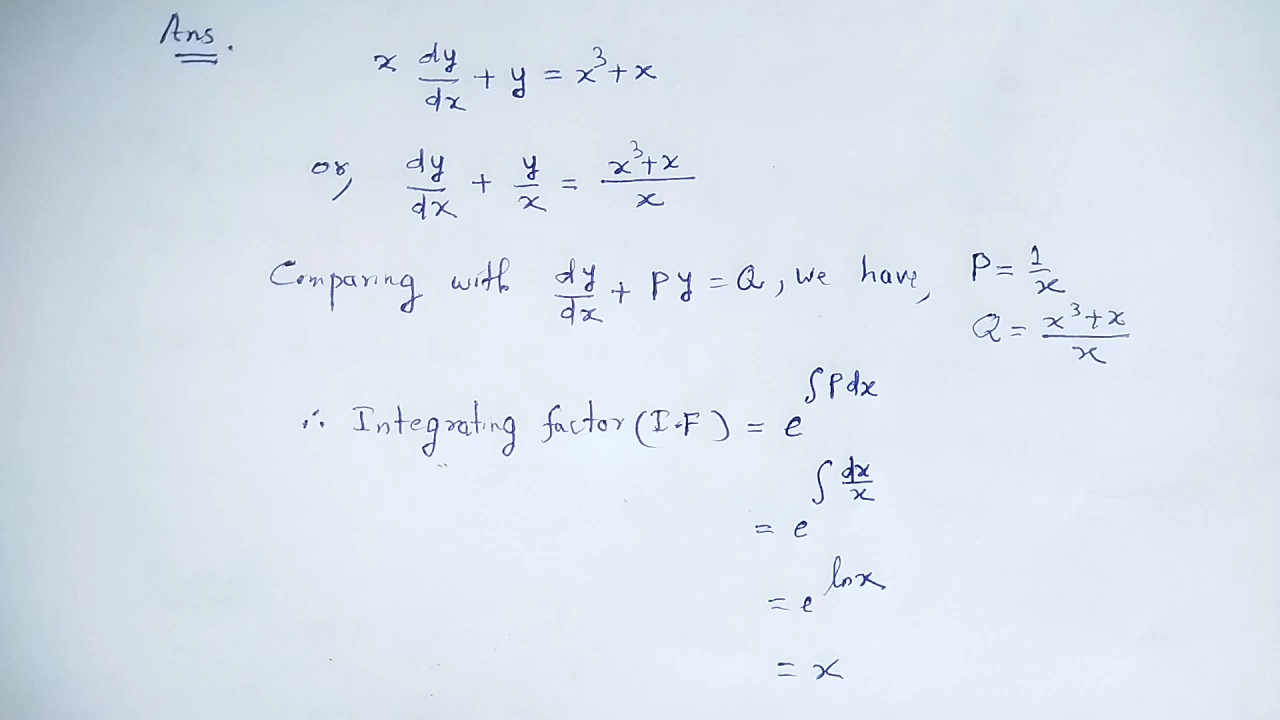 Ans.
x dy/dx + y = x³+x
or, dy/dx + y/x = (x³+x)/x
Comparing with dy/dx + Py = Q, we have, P = 1/x
Q = (x³+x)/x
∴ Integrating factor (I.F) = e^(∫Pdx)
= e^(∫dx/x)
= e^(ln x)
= x